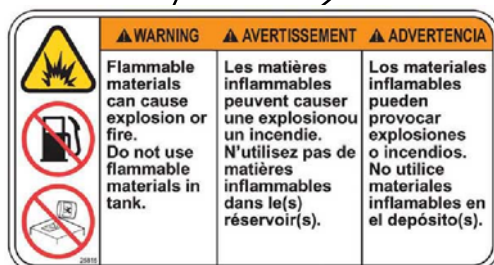 WARNING
Flammable
materials
can cause
explosion or
fire.
Do not use
flammable
materials in
tank.
AVERTISSEMENT
Les matières
inflammables
peuvent causer
une explosionou
un incendie.
N'utilisez pas de
matières
inflammables
dans le(s)
réservoir(s).
ADVERTENCIA
Los materiales
inflamables
pueden
provocar
explosiones
o incendios.
No utilice
materiales
inflamables en
el depósito(s).